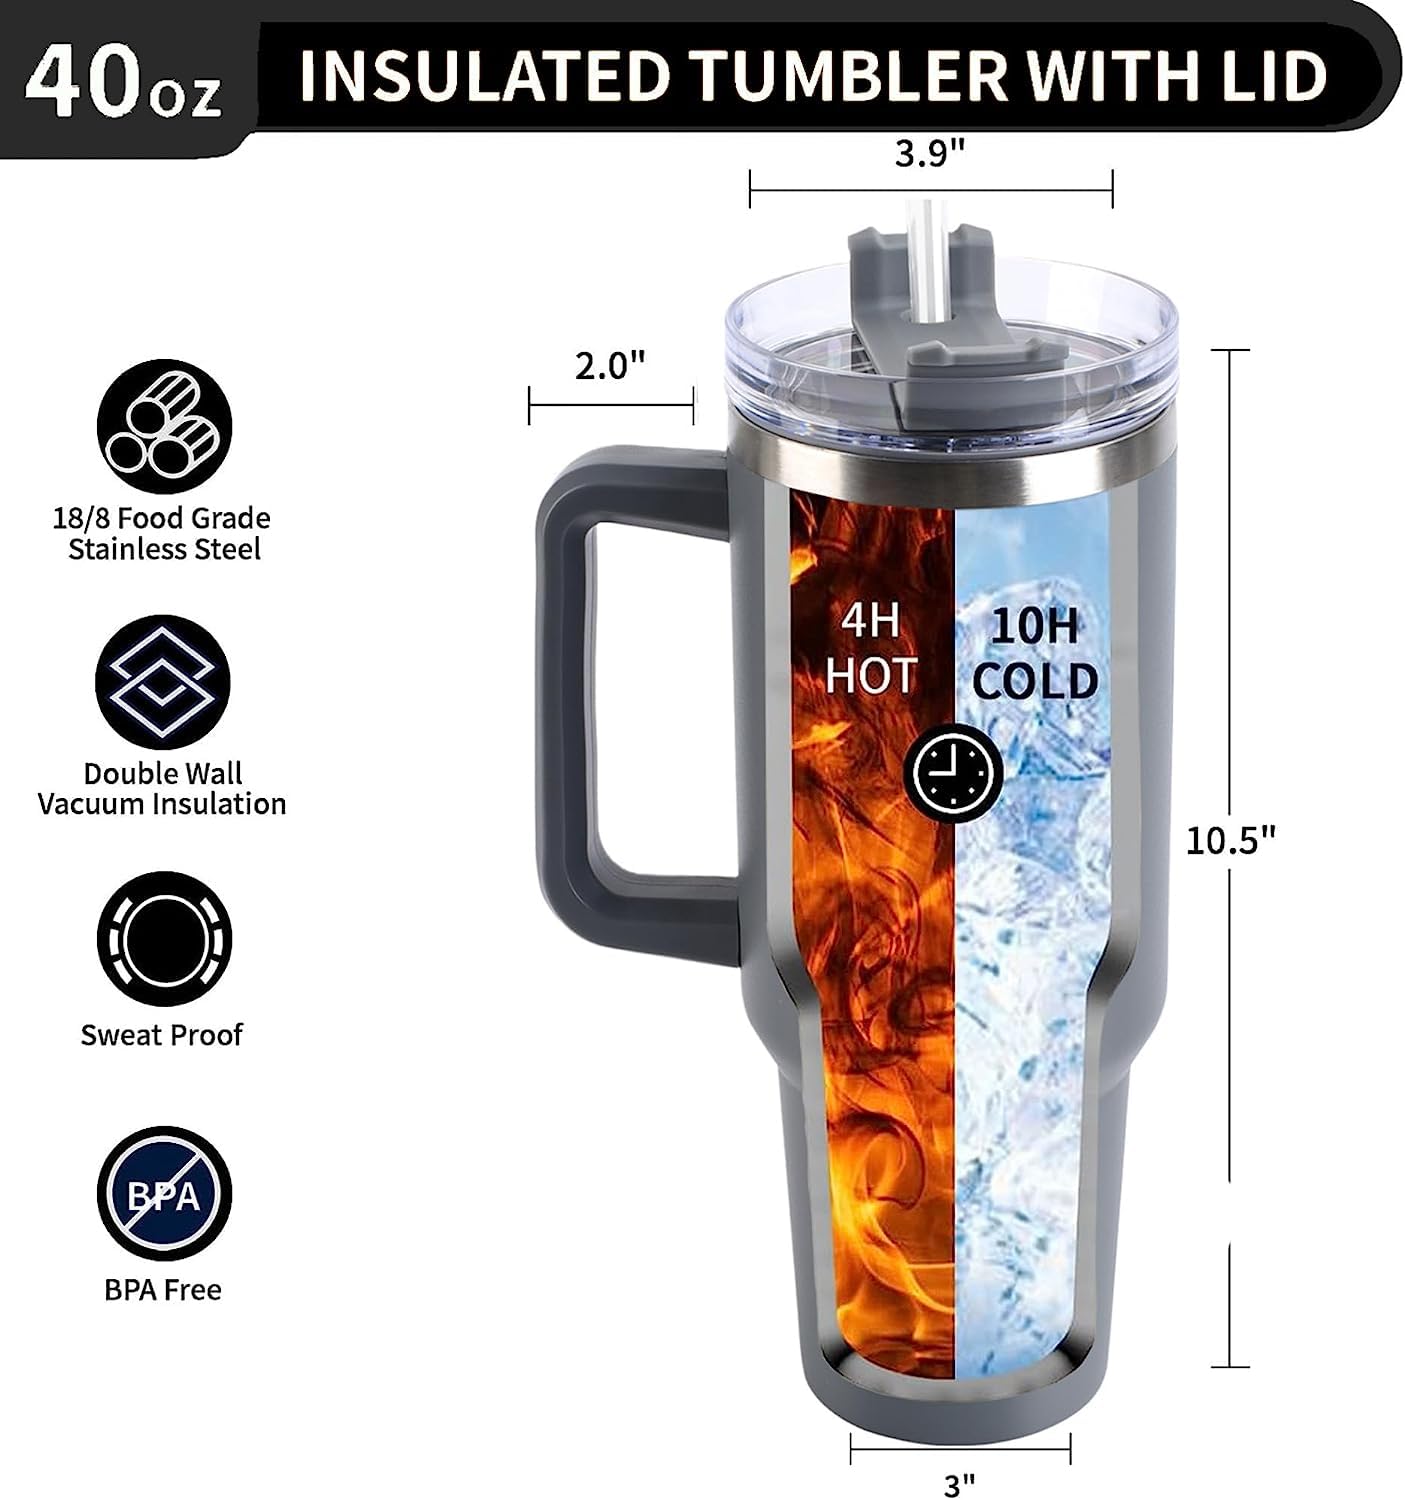 40oz
INSULATED TUMBLER WITH LID
3.9"
2.0"
18/8 Food Grade
Stainless Steel
4H
HOT
10H
COLD
Double Wall
Vacuum Insulation
10.5"
Sweat Proof
BPA
BPA Free
3"